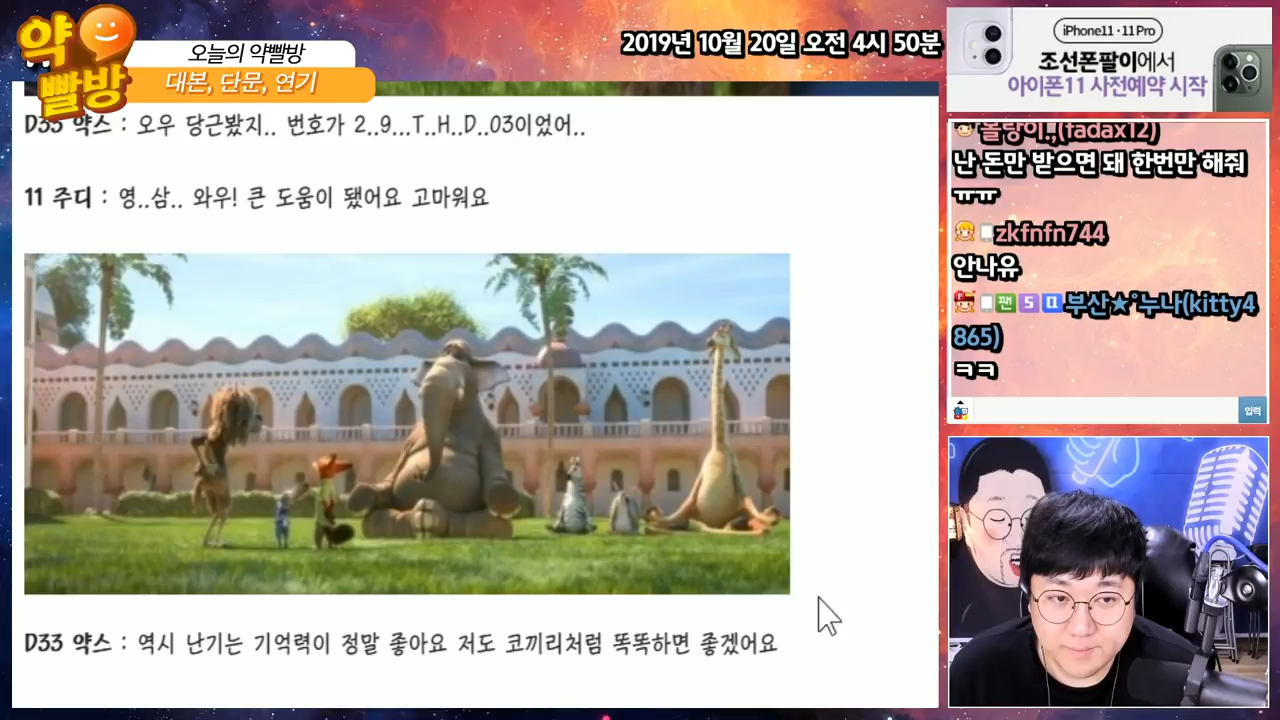 약
빨방
오늘의 약빨방
대본, 단문, 연기
2019년 10월 20일 오전 4시 50분
iPhone11 · 11 Pro
조선폰팔이에서
아이폰11 사전예약 시작
D33 약스 : 오우 당근봤지.. 번호가 2..9...T..H..D..03이었어..
11 주디 : 영..삼.. 와우! 큰 도움이 됐어요 고마워요
D33 약스 : 역시 난기는 기억력이 정말 좋아요 저도 코끼리처럼 똑똑하면 좋겠어요
몰랑이.,(fadax12)
난 돈만 받으면 돼 한번만 해줘
ㅠㅠ
zkfnfn744
안나유
팬 5 Q 부산★˚누나(kitty4
865)
ㅋㅋ
입력